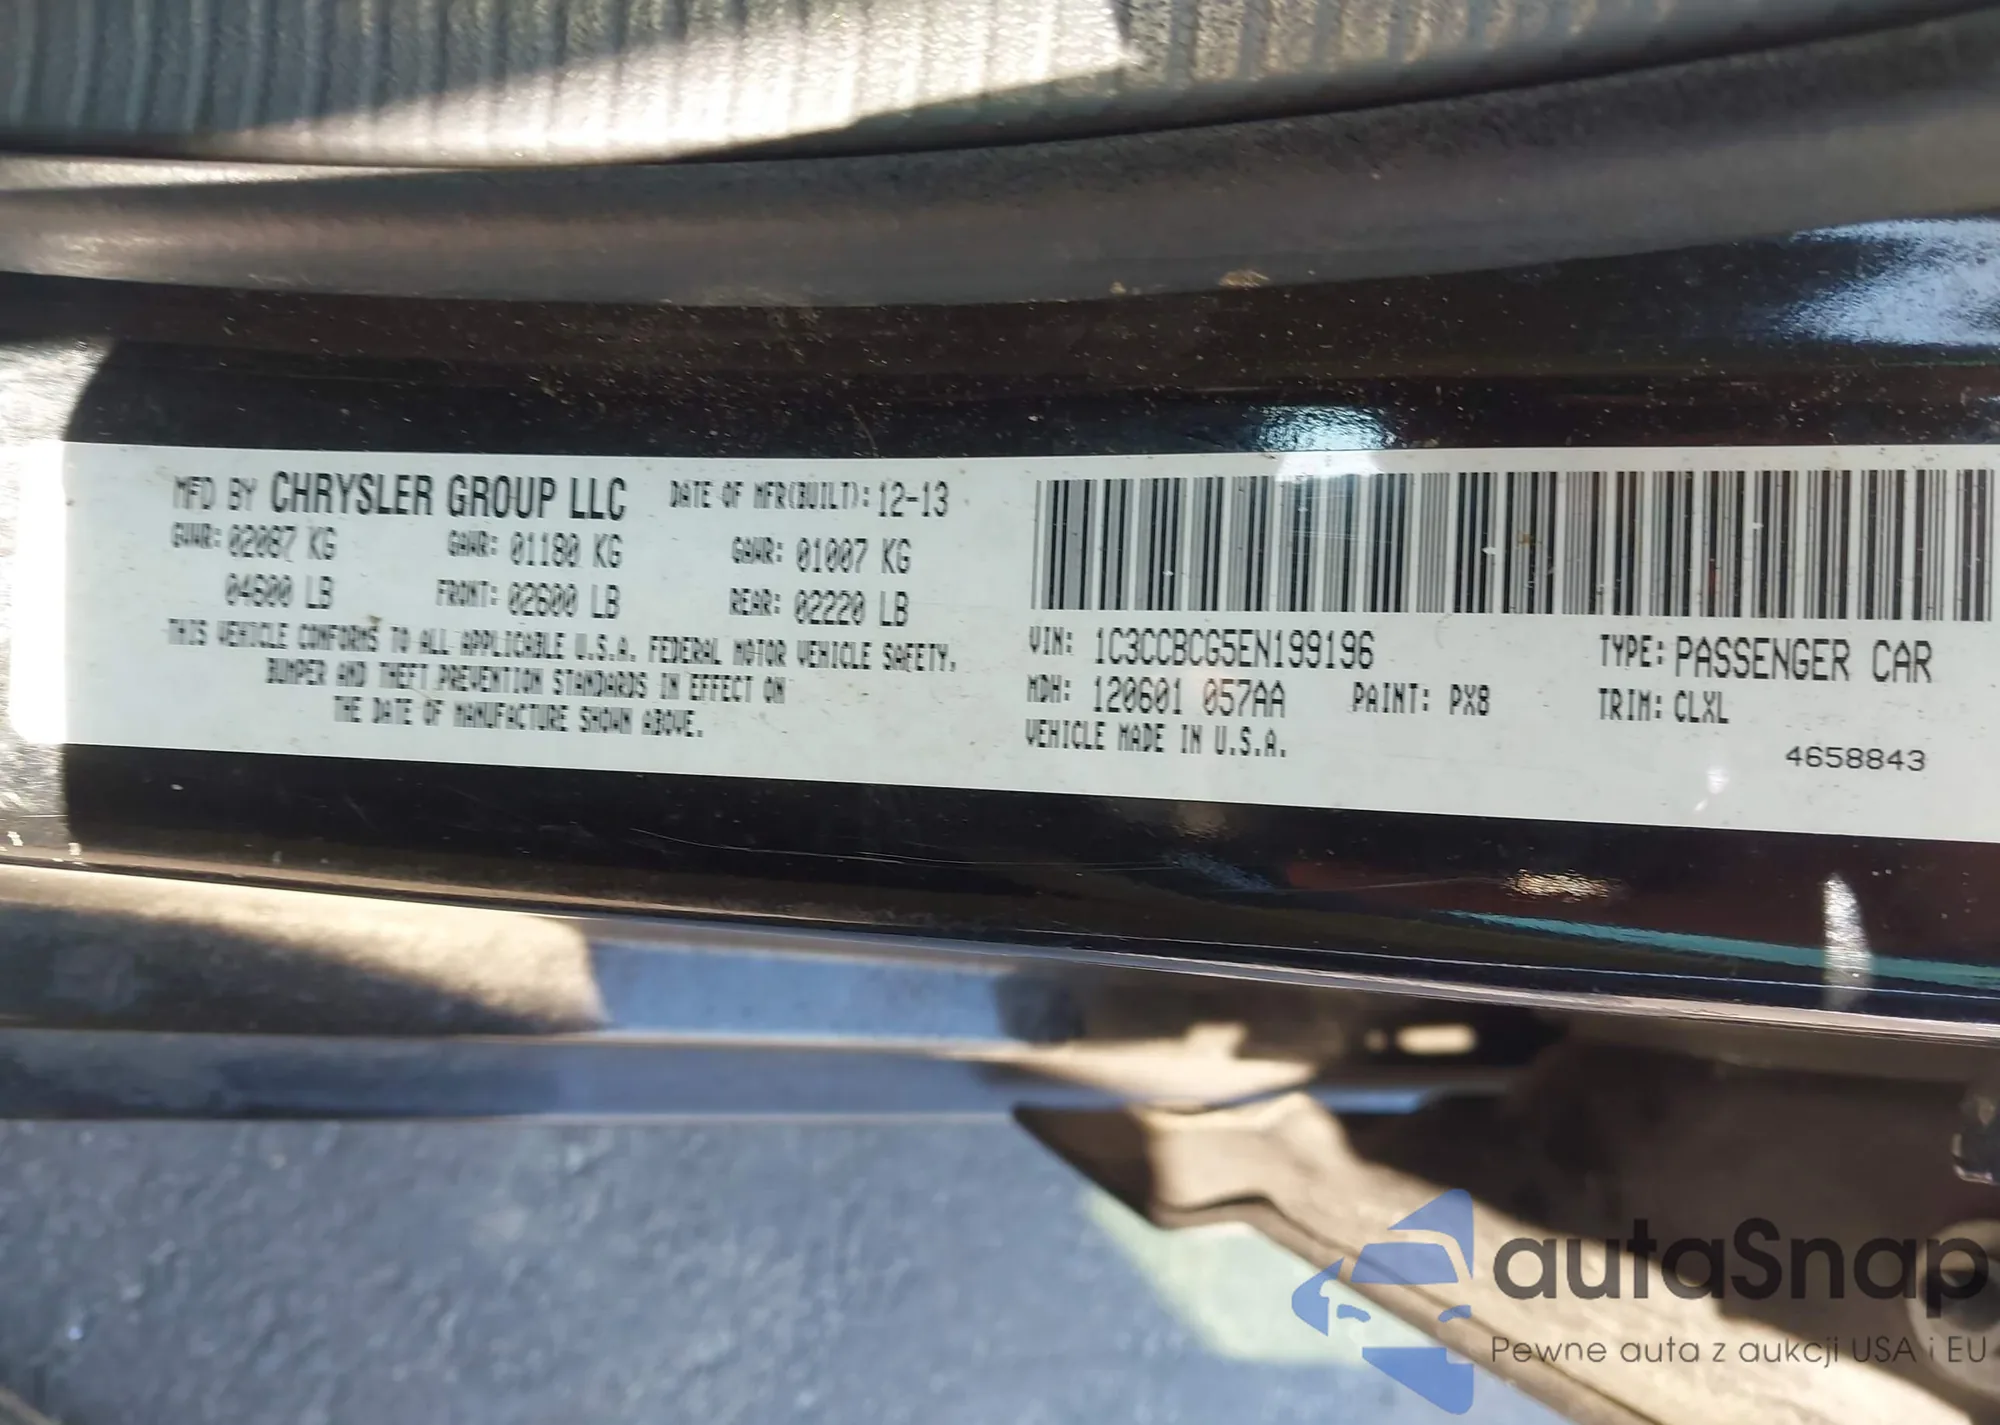 MFD BY CHRYSLER GROUP LLC DATE OF MFR(BUILT): 12-13
GVWR: 02087 KG GAWR: 01180 KG GAWR: 01007 KG
04600 LB FRONT: 02600 LB REAR: 02220 LB
THIS VEHICLE CONFORMS TO ALL APPLICABLE U.S.A. FEDERAL MOTOR VEHICLE SAFETY,
BUMPER AND THEFT PREVENTION STANDARDS IN EFFECT ON
THE DATE OF MANUFACTURE SHOWN ABOVE.
VIN: 1C3CCBCG5EN199196 TYPE: PASSENGER CAR
MDH: 120601 057AA PAINT: PX8 TRIM: CLXL
VEHICLE MADE IN U.S.A.
4658843
autaSnap
Pewne auta z aukcji USA i EU